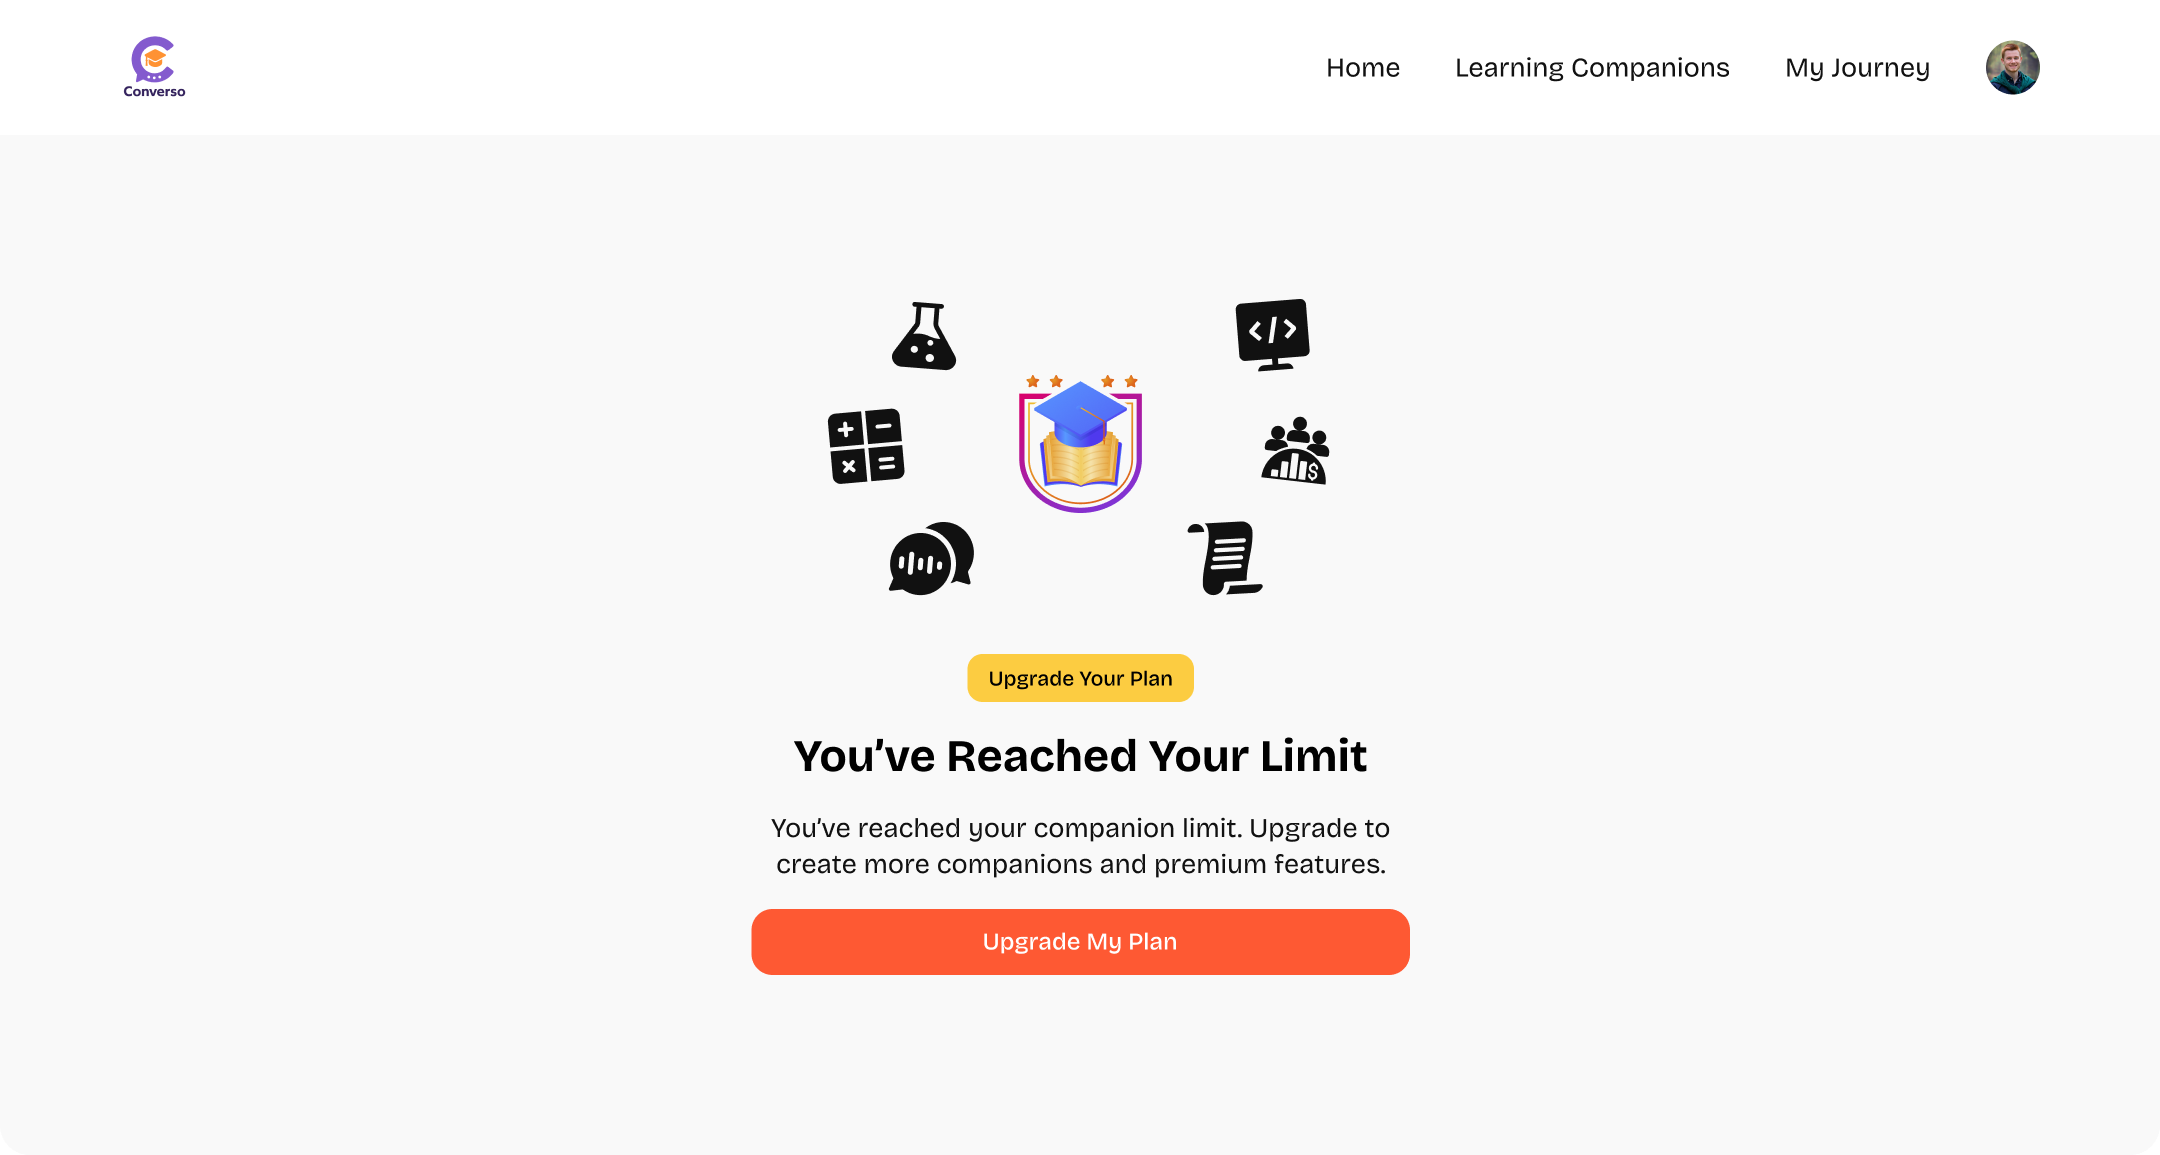 Converso
Home
Learning Companions
My Journey
Upgrade Your Plan
You’ve Reached Your Limit
You’ve reached your companion limit. Upgrade to
create more companions and premium features.
Upgrade My Plan